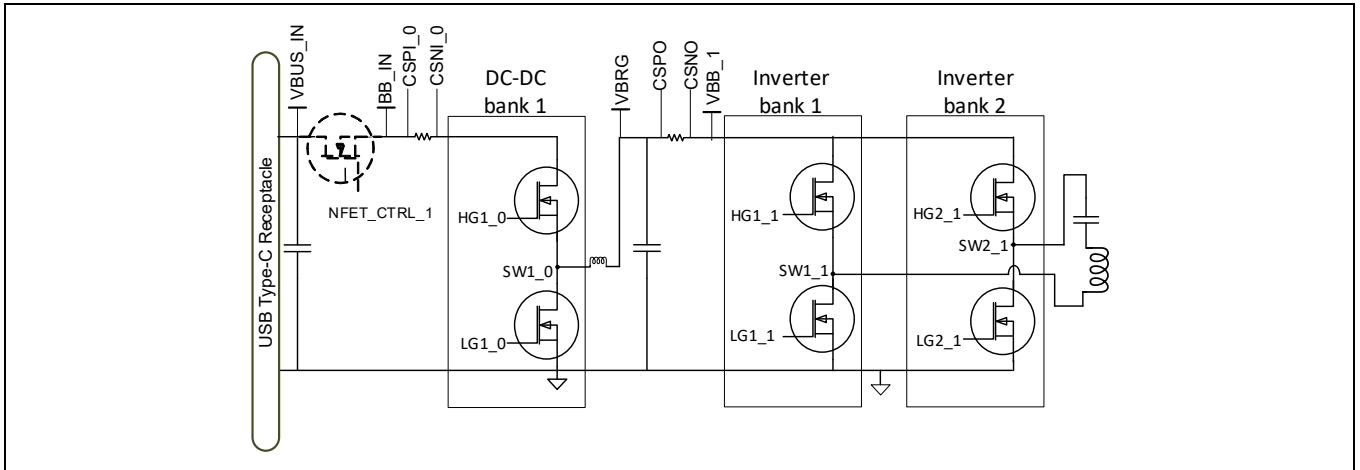 USB Type-C Receptacle
VBUS_IN
BB_IN
CSPI_0
CSNI_0
NFET_CTRL_1
DC-DC
bank 1
HG1_0
SW1_0
LG1_0
VBRG
CSPO
CSNO
VBB_1
Inverter
bank 1
HG1_1
SW1_1
LG1_1
Inverter
bank 2
HG2_1
SW2_1
LG2_1